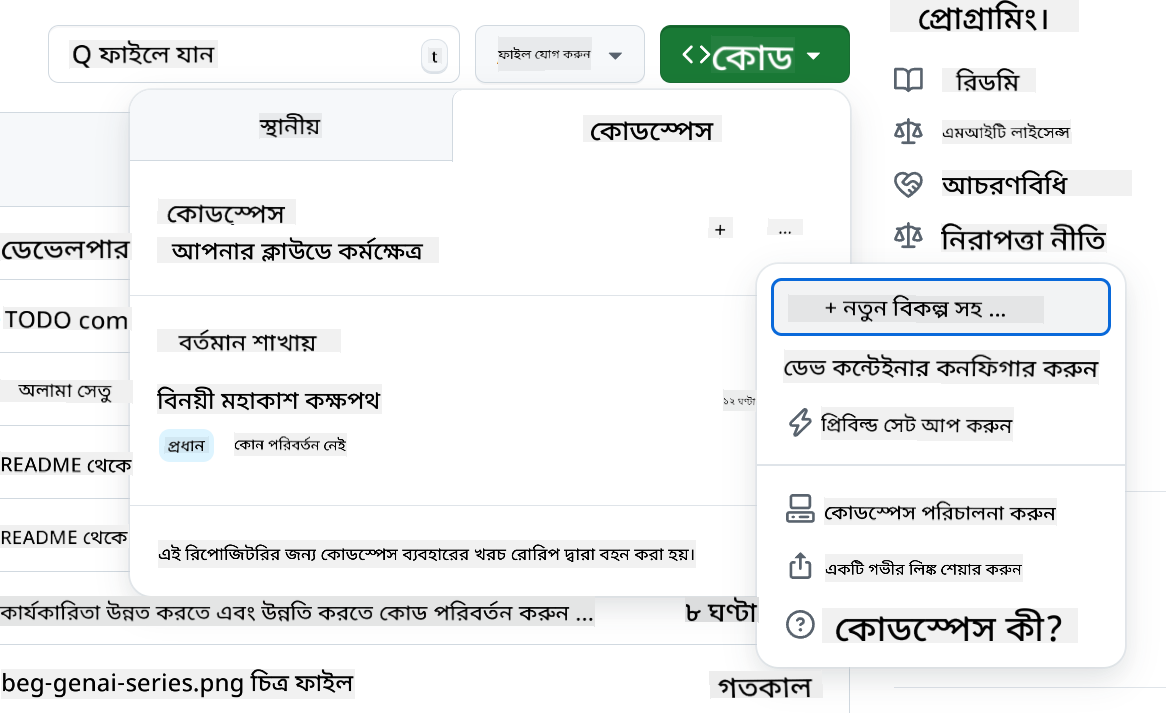 প্রোগ্রামিং।
Q ফাইলে যান
t
ফাইল যোগ করুন
<>কোড
রিডমি
এমআইটি লাইসেন্স
আচরণবিধি
নিরাপত্তা নীতি
স্থানীয়
কোডস্পেস
কোডস্পেস
আপনার ক্লাউডে কর্মক্ষেত্র
+
...
ডেভেলপার
TODO com
অলামা সেতু
README থেকে
README থেকে
বর্তমান শাখায়
বিনয়ী মহাকাশ কক্ষপথ
১২ ঘণ্টা
প্রধান
কোন পরিবর্তন নেই
এই রিপোজিটরির জন্য কোডস্পেস ব্যবহারের খরচ রোরিপ দ্বারা বহন করা হয়।
+ নতুন বিকল্প সহ ...
ডেভ কন্টেইনার কনফিগার করুন
প্রিবিল্ড সেট আপ করুন
কোডস্পেস পরিচালনা করুন
একটি গভীর লিঙ্ক শেয়ার করুন
কোডস্পেস কী?
কার্যকারিতা উন্নত করতে এবং উন্নতি করতে কোড পরিবর্তন করুন ...
৮ ঘণ্টা
beg-genai-series.png চিত্র ফাইল
গতকাল